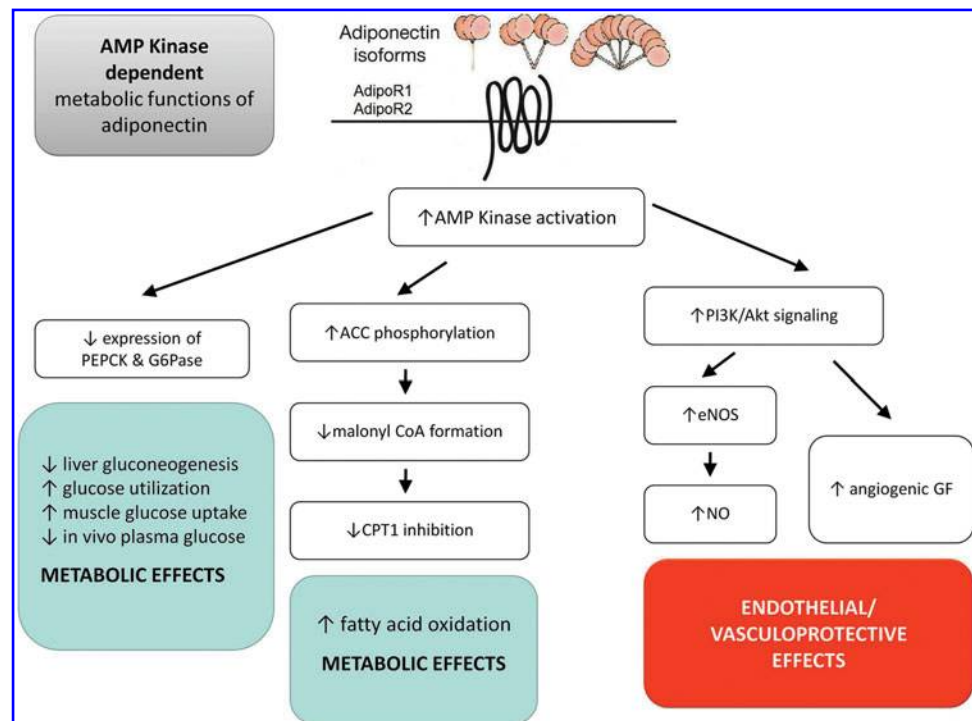 AMP Kinase
dependent
metabolic functions of
adiponectin
Adiponectin
isoforms
AdipoR1
AdipoR2
↑AMP Kinase activation
↓ expression of
PEPCK & G6Pase
↓ liver gluconeogenesis
↑ glucose utilization
↑ muscle glucose uptake
↓ in vivo plasma glucose
METABOLIC EFFECTS
↑ACC phosphorylation
↓malonyl CoA formation
↓CPT1 inhibition
↑ fatty acid oxidation
METABOLIC EFFECTS
↑PI3K/Akt signaling
↑eNOS
↑NO
↑ angiogenic GF
ENDOTHELIAL/
VASCULOPROTECTIVE
EFFECTS